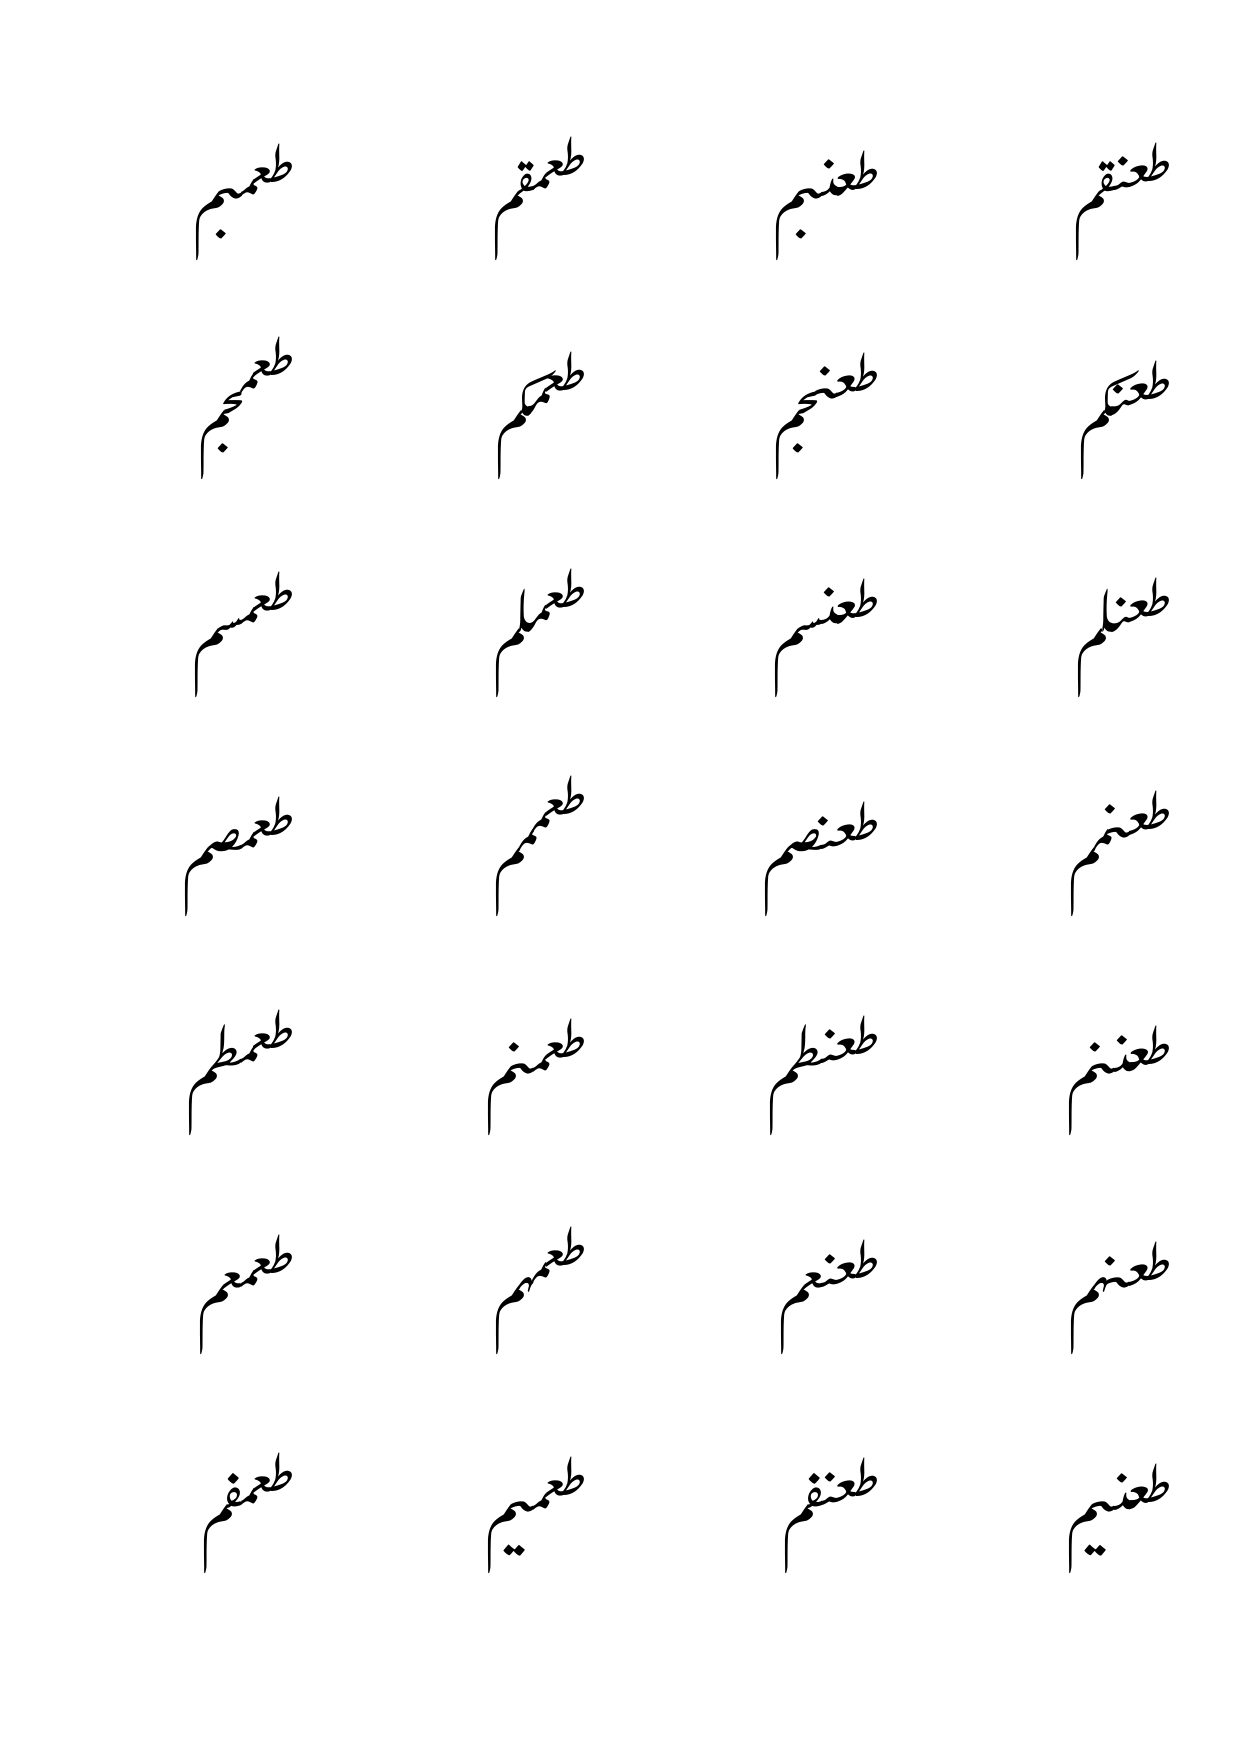 طعنقم طعنبم طعمقم طعمبم
طعنكم طعنجم طعمكم طعمجم
طعنلم طعنسم طعملم طعمسم
طعنمم طعنصم طعممم طعمصم
طعننم طعنطم طعمنم طعمطم
طعنهم طعنعم طعمهم طعمعم
طعنيم طعنفم طعميم طعمفم